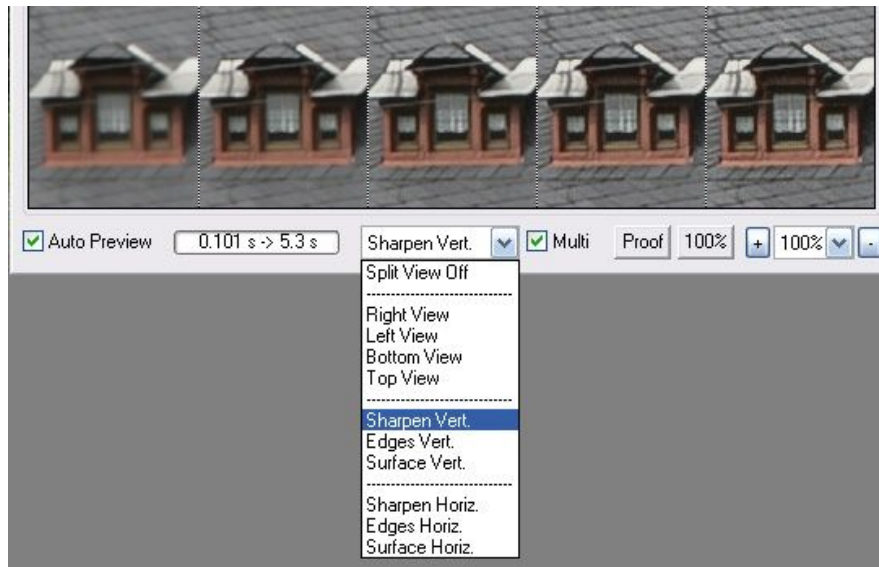 Auto Preview 0.101 s -> 5.3 s Sharpen Vert. Multi Proof 100% + 100% -
Split View Off
------------------------
Right View
Left View
Bottom View
Top View
------------------------
Sharpen Vert.
Edges Vert.
Surface Vert.
------------------------
Sharpen Horiz.
Edges Horiz.
Surface Horiz.